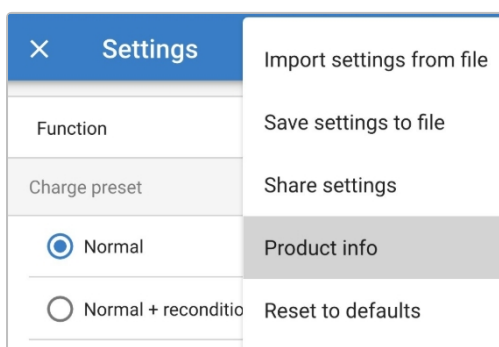 Settings
Import settings from file
Function
Save settings to file
Charge preset
Share settings
Normal
Product info
Normal + reconditio
Reset to defaults